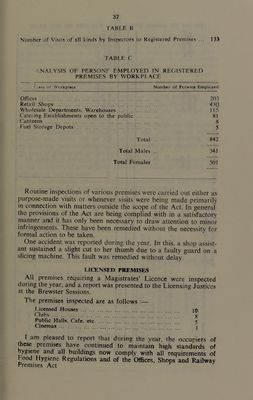 37
TABLE B
Number of Visits of all kinds by Inspectors to Registered Premises ... 133
TABLE C
ANALYSIS OF PERSONS EMPLOYED IN REGISTERED
PREMISES BY WORKPLACE
Class of Workplace Number of Persons Employed
Offices 203
Retail Shops 430
Wholesale Departments, Warehouses 115
Catering Establishments open to the public 81
Canteens 8
Fuel Storage Depots 5
Total 842
Total Males 341
Total Females 501
Routine inspections of various premises were carried out either as
purpose-made visits or whenever visits were being made primarily
in connection with matters outside the scope of the Act. In general
the provisions of the Act are being complied with in a satisfactory
manner and it has only been necessary to draw attention to minor
infringements. These have been remedied without the necessity for
formal action to be taken.
One accident was reported during the year. In this, a shop assist-
ant sustained a slight cut to her thumb due to a faulty guard on a
slicing machine. This fault was remedied without delay.
LICENSED PREMISES
All premises requiring a Magistrates' Licence were inspected
during the year, and a report was presented to the Licensing Justices
at the Brewster Sessions.
The premises inspected are as follows :—
Licensed Houses 10
Clubs 8
Public Halls, Cafe, etc.
Cinemas 1
I am pleased to report that during the year, the occupiers of
these premises have continued to maintain high standards of
hygiene and all buildings now comply with all requirements of
Food Hygiene Regulations and of the Offices, Shops and Railway
Premises Act